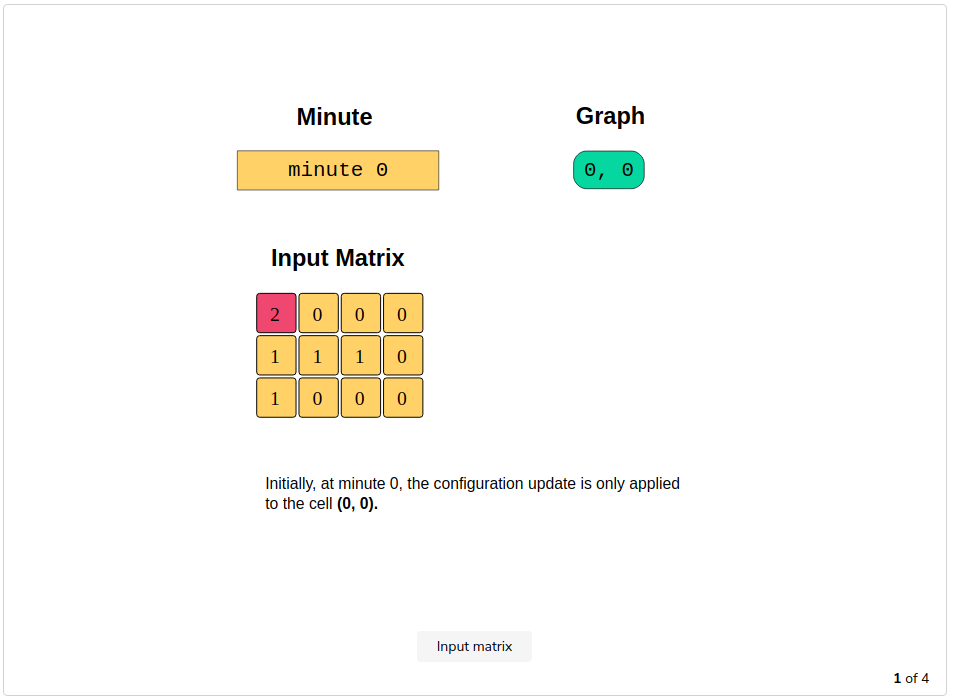 Minute
Graph
minute 0
0, 0
Input Matrix
2 0 0 0
1 1 1 0
1 0 0 0
Initially, at minute 0, the configuration update is only applied
to the cell (0, 0).
Input matrix
1 of 4